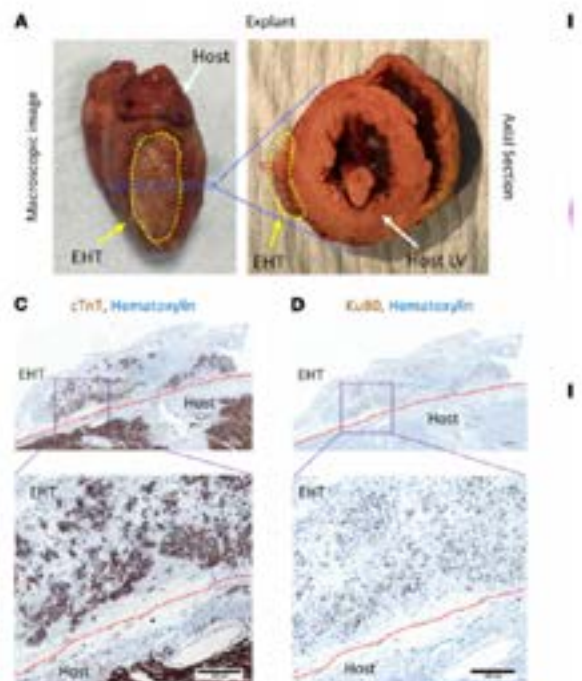 A
Explant
Macroscopic image
Host
EHT
EHT
Host LV
Axial Section
C
cTnT, Hematoxylin
EHT
Host
EHT
Host
D
Ku80, Hematoxylin
EHT
Host
EHT
Host